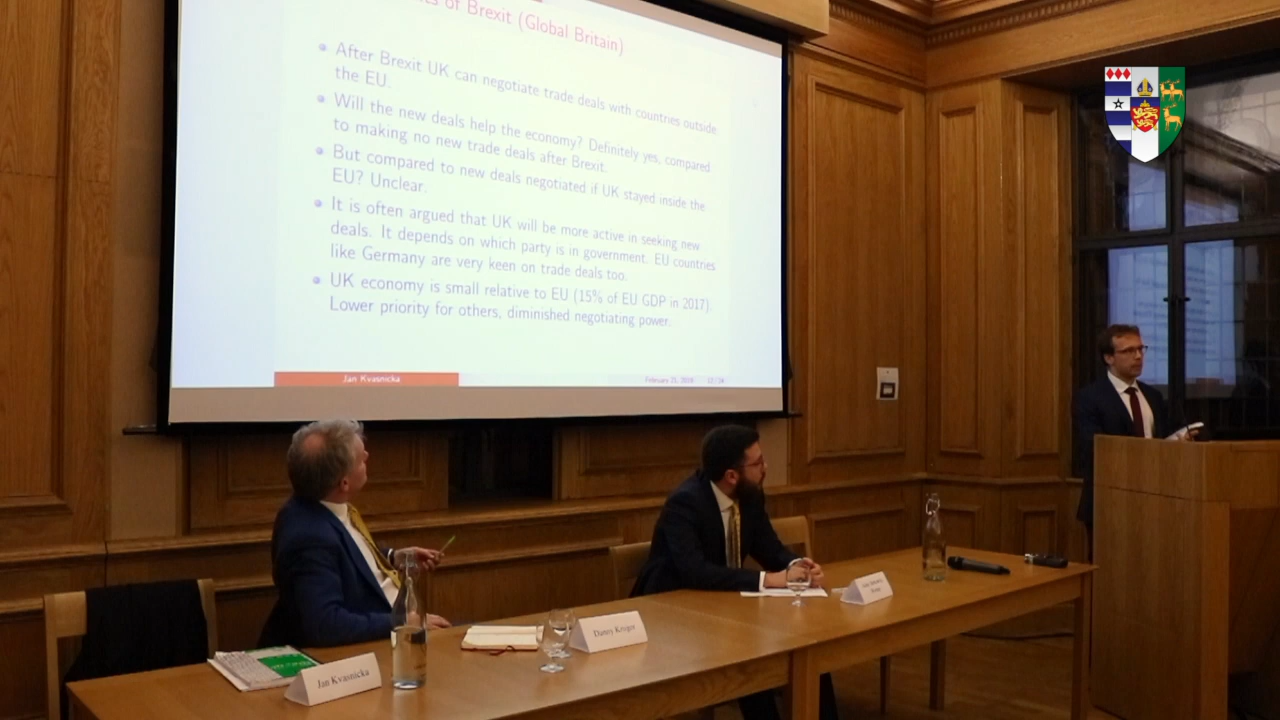 ts of Brexit (Global Britain)
After Brexit UK can negotiate trade deals with countries outside
the EU.
Will the new deals help the economy? Definitely yes, compared
to making no new trade deals after Brexit.
But compared to new deals negotiated if UK stayed inside the
EU? Unclear.
It is often argued that UK will be more active in seeking new
deals. It depends on which party is in government. EU countries
like Germany are very keen on trade deals too.
UK economy is small relative to EU (15% of EU GDP in 2017).
Lower priority for others, diminished negotiating power.
Jan Kvasnicka
Jan Kvasnicka
Danny Kruger